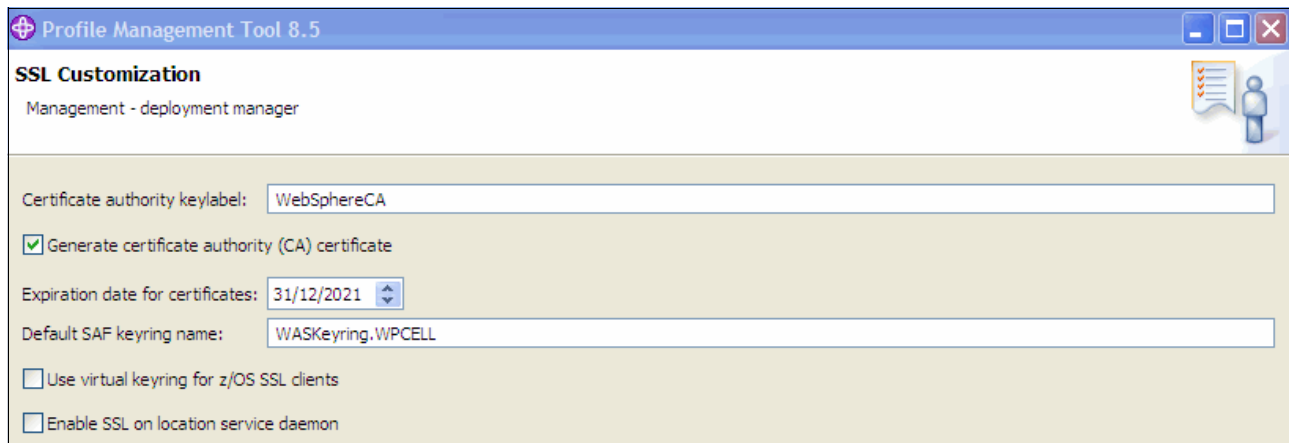 Profile Management Tool 8.5
SSL Customization
Management - deployment manager
Certificate authority keylabel: WebSphereCA
Generate certificate authority (CA) certificate
Expiration date for certificates: 31/12/2021
Default SAF keyring name: WASKeyring.WPCELL
Use virtual keyring for z/OS SSL clients
Enable SSL on location service daemon